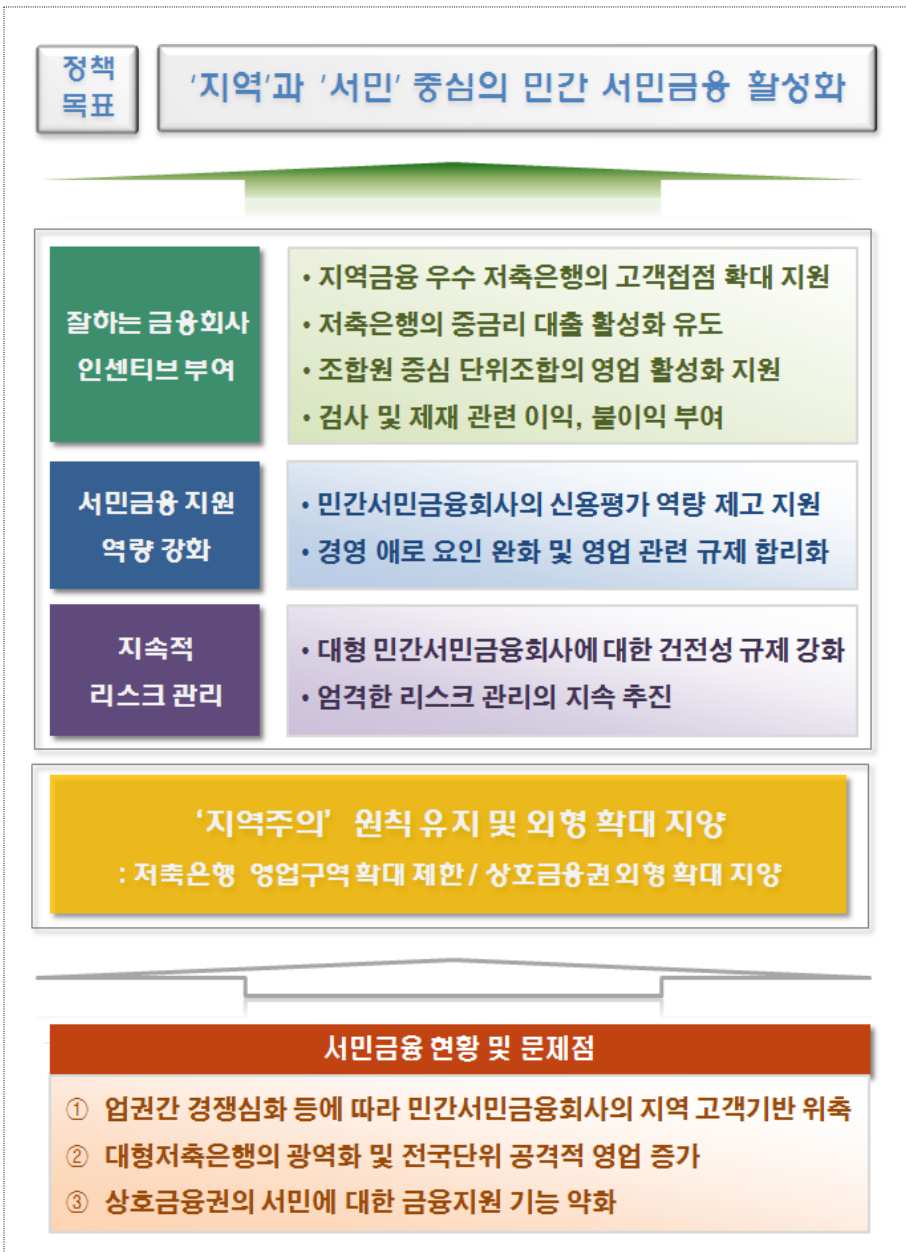 정책
목표
'지역'과 '서민' 중심의 민간 서민금융 활성화
잘하는 금융회사
인센티브 부여
• 지역금융 우수 저축은행의 고객접점 확대 지원
• 저축은행의 중금리 대출 활성화 유도
• 조합원 중심 단위조합의 영업 활성화 지원
• 검사 및 제재 관련 이익, 불이익 부여
서민금융 지원
역량 강화
• 민간서민금융회사의 신용평가 역량 제고 지원
• 경영 애로 요인 완화 및 영업 관련 규제 합리화
지속적
리스크 관리
• 대형 민간서민금융회사에 대한 건전성 규제 강화
• 엄격한 리스크 관리의 지속 추진
'지역주의' 원칙 유지 및 외형 확대 지양
: 저축은행 영업구역 확대 제한 / 상호금융권 외형 확대 지양
서민금융 현황 및 문제점
① 업권간 경쟁심화 등에 따라 민간서민금융회사의 지역 고객기반 위축
② 대형저축은행의 광역화 및 전국단위 공격적 영업 증가
③ 상호금융권의 서민에 대한 금융지원 기능 약화